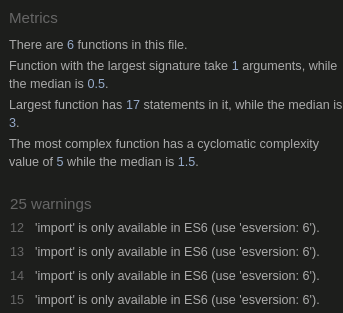 Metrics
There are 6 functions in this file.
Function with the largest signature take 1 arguments, while
the median is 0.5.
Largest function has 17 statements in it, while the median is
3.
The most complex function has a cyclomatic complexity
value of 5 while the median is 1.5.
25 warnings
12 'import' is only available in ES6 (use 'esversion: 6').
13 'import' is only available in ES6 (use 'esversion: 6').
14 'import' is only available in ES6 (use 'esversion: 6').
15 'import' is only available in ES6 (use 'esversion: 6').